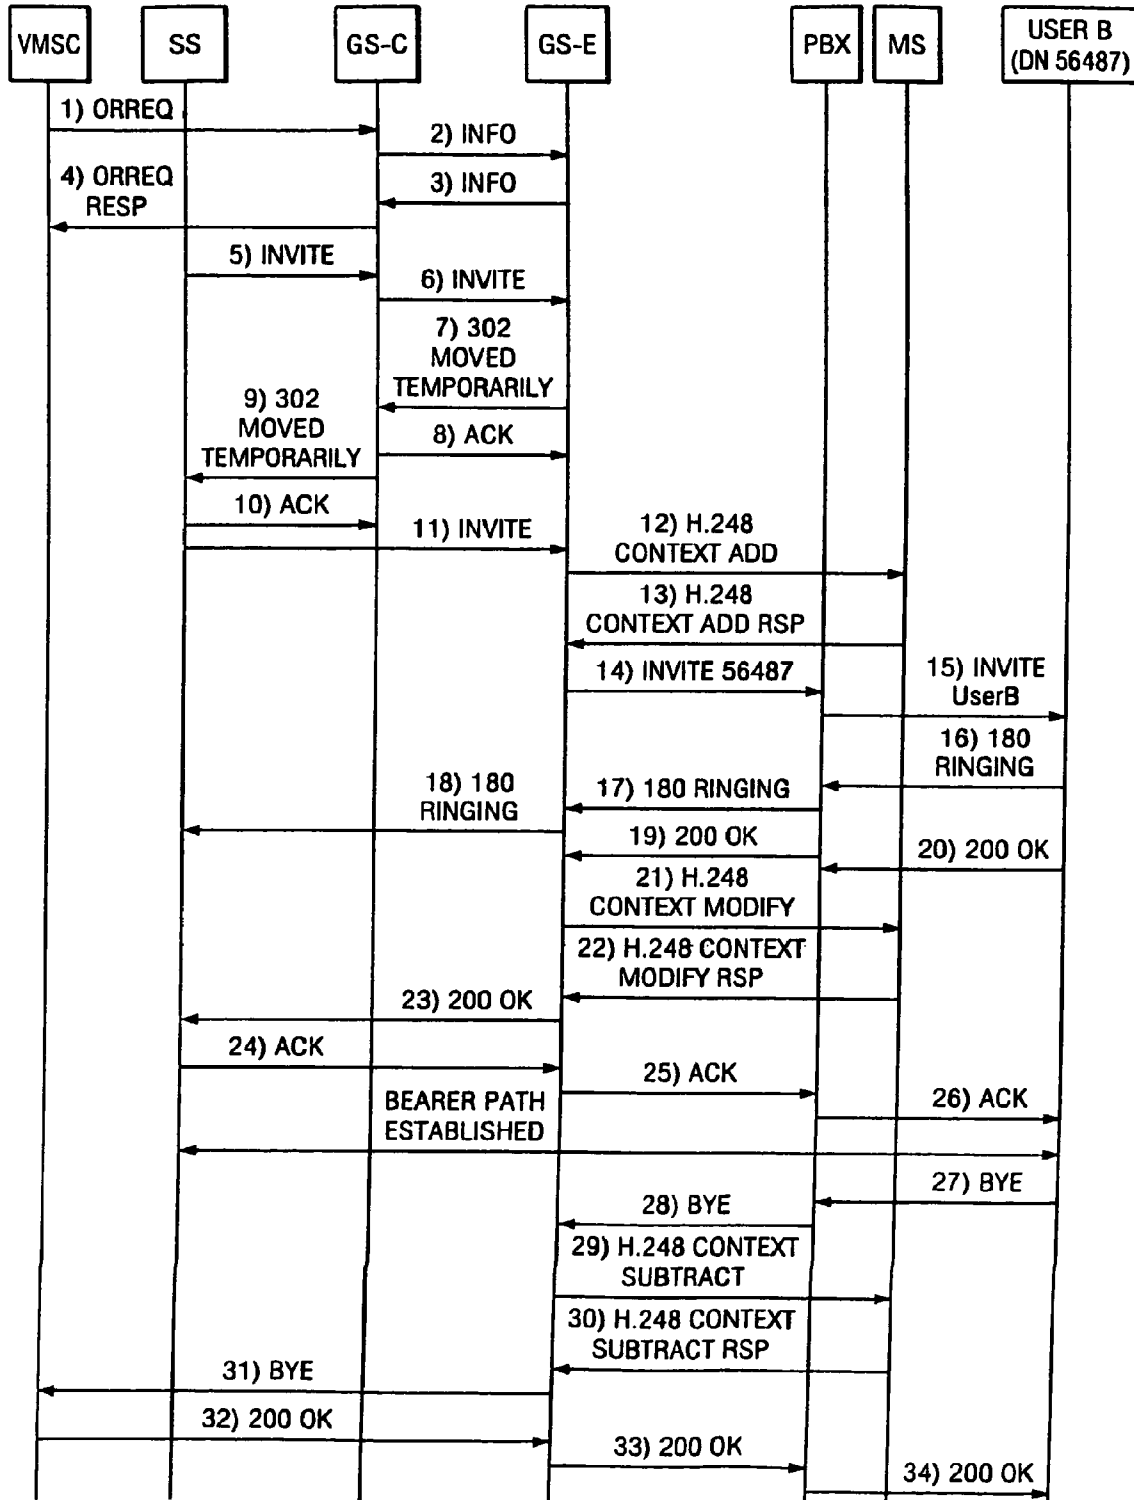 VMSC
SS
GS-C
GS-E
PBX
MS
USER B
(DN 56487)
1) ORREQ
2) INFO
3) INFO
4) ORREQ
RESP
5) INVITE
6) INVITE
7) 302
MOVED
TEMPORARILY
8) ACK
9) 302
MOVED
TEMPORARILY
10) ACK
11) INVITE
12) H.248
CONTEXT ADD
13) H.248
CONTEXT ADD RSP
14) INVITE 56487
15) INVITE
UserB
16) 180
RINGING
17) 180 RINGING
18) 180
RINGING
19) 200 OK
20) 200 OK
21) H.248
CONTEXT MODIFY
22) H.248 CONTEXT
MODIFY RSP
23) 200 OK
24) ACK
25) ACK
26) ACK
BEARER PATH
ESTABLISHED
27) BYE
28) BYE
29) H.248 CONTEXT
SUBTRACT
30) H.248 CONTEXT
SUBTRACT RSP
31) BYE
32) 200 OK
33) 200 OK
34) 200 OK